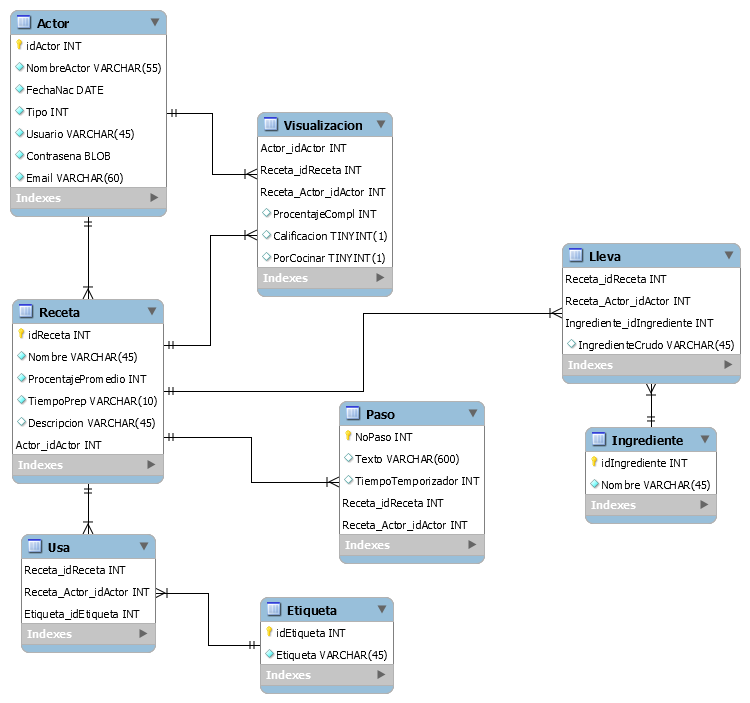 Actor
idActor INT
NombreActor VARCHAR(55)
FechaNac DATE
Tipo INT
Usuario VARCHAR(45)
Contrasena BLOB
Email VARCHAR(60)
Indexes
Visualizacion
Actor_idActor INT
Receta_idReceta INT
Receta_Actor_idActor INT
ProcentajeCompl INT
Calificacion TINYINT(1)
PorCocinar TINYINT(1)
Indexes
Lleva
Receta_idReceta INT
Receta_Actor_idActor INT
Ingrediente_idIngrediente INT
IngredienteCrudo VARCHAR(45)
Indexes
Receta
idReceta INT
Nombre VARCHAR(45)
ProcentajePromedio INT
TiempoPrep VARCHAR(10)
Descripcion VARCHAR(45)
Actor_idActor INT
Indexes
Paso
NoPaso INT
Texto VARCHAR(600)
TiempoTemporizador INT
Receta_idReceta INT
Receta_Actor_idActor INT
Indexes
Ingrediente
idIngrediente INT
Nombre VARCHAR(45)
Indexes
Usa
Receta_idReceta INT
Receta_Actor_idActor INT
Etiqueta_idEtiqueta INT
Indexes
Etiqueta
idEtiqueta INT
Etiqueta VARCHAR(45)
Indexes